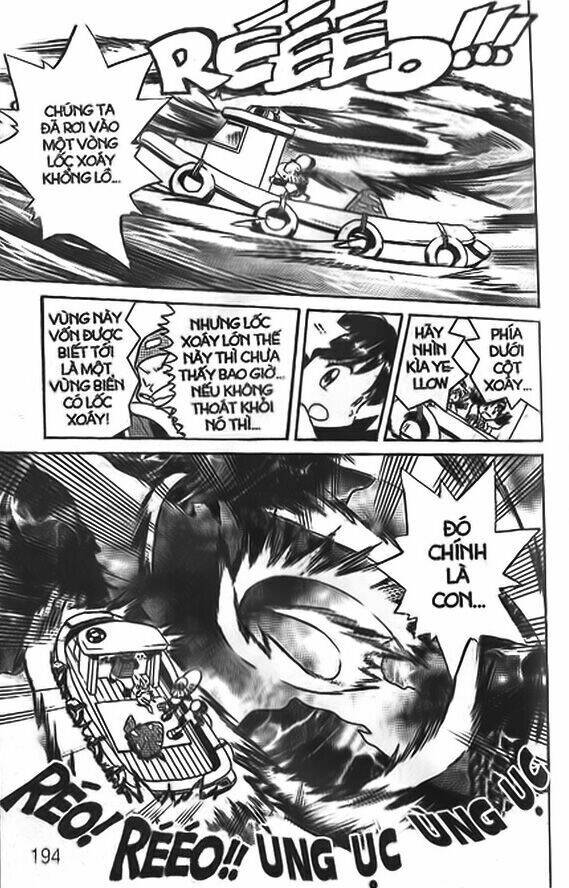 RÉÉÉO!!!
CHÚNG TA
ĐÃ RƠI VÀO
MỘT VÒNG
LỐC XOÁY
KHỔNG LỒ...
VÙNG NÀY
VỐN ĐƯỢC
BIẾT TỚI
LÀ MỘT
VÙNG BIỂN
CÓ LỐC
XOÁY!
NHƯNG LỐC
XOÁY LỚN THẾ
NÀY THÌ CHƯA
THẤY BAO GIỜ...
NẾU KHÔNG
THOÁT KHỎI
NÓ THÌ...
HÃY
NHÌN
KÌA YE-
LLOW
PHÍA
DƯỚI
CỘT
XOÁY...
ĐÓ
CHÍNH
LÀ
CON...
RÉO! RÉÉO!! ÙNG ỤC ÙNG ỤC
194